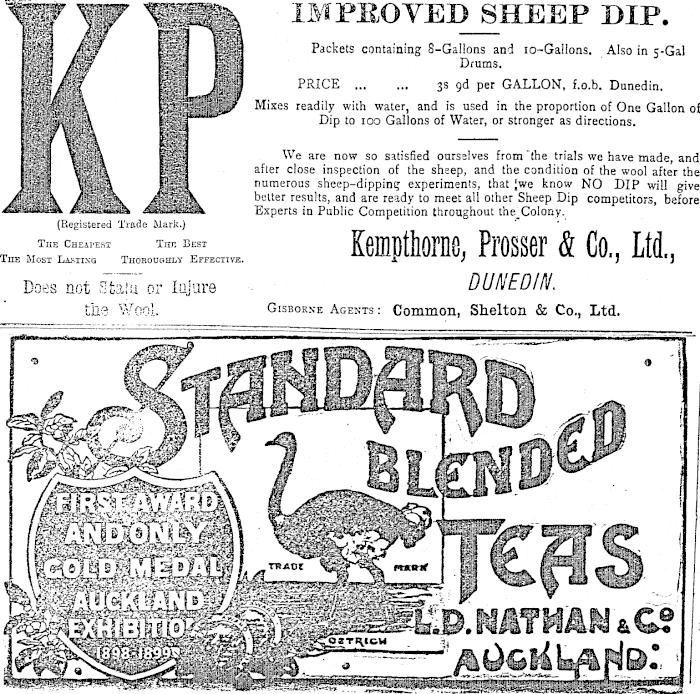 KP
(Registered Trade Mark.)
THE CHEAPEST THE BEST
THE MOST LASTING THOROUGHLY EFFECTIVE.
Does not Stain or Injure
the Wool.
IMPROVED SHEEP DIP.
Packets containing 8-Gallons and 10-Gallons. Also in 5-Gal
Drums.
PRICE ... ... 3s 9d per GALLON, f.o.b. Dunedin.
Mixes readily with water, and is used in the proportion of One Gallon of
Dip to 100 Gallons of Water, or stronger as directions.
We are now so satisfied ourselves from the trials we have made, and
after close inspection of the sheep, and the condition of the wool after the
numerous sheep-dipping experiments, that we know NO DIP will give
better results, and are ready to meet all other Sheep Dip competitors, before
Experts in Public Competition throughout the Colony.
Kempthorne, Prosser & Co., Ltd.,
DUNEDIN.
GISBORNE AGENTS: Common, Shelton & Co., Ltd.
STANDARD
BLENDED
TEAS
FIRST AWARD
AND ONLY
GOLD MEDAL
AUCKLAND
EXHIBITION
1898-1899
TRADE MARK
OSTRICH
L.D. NATHAN & Co
AUCKLAND: